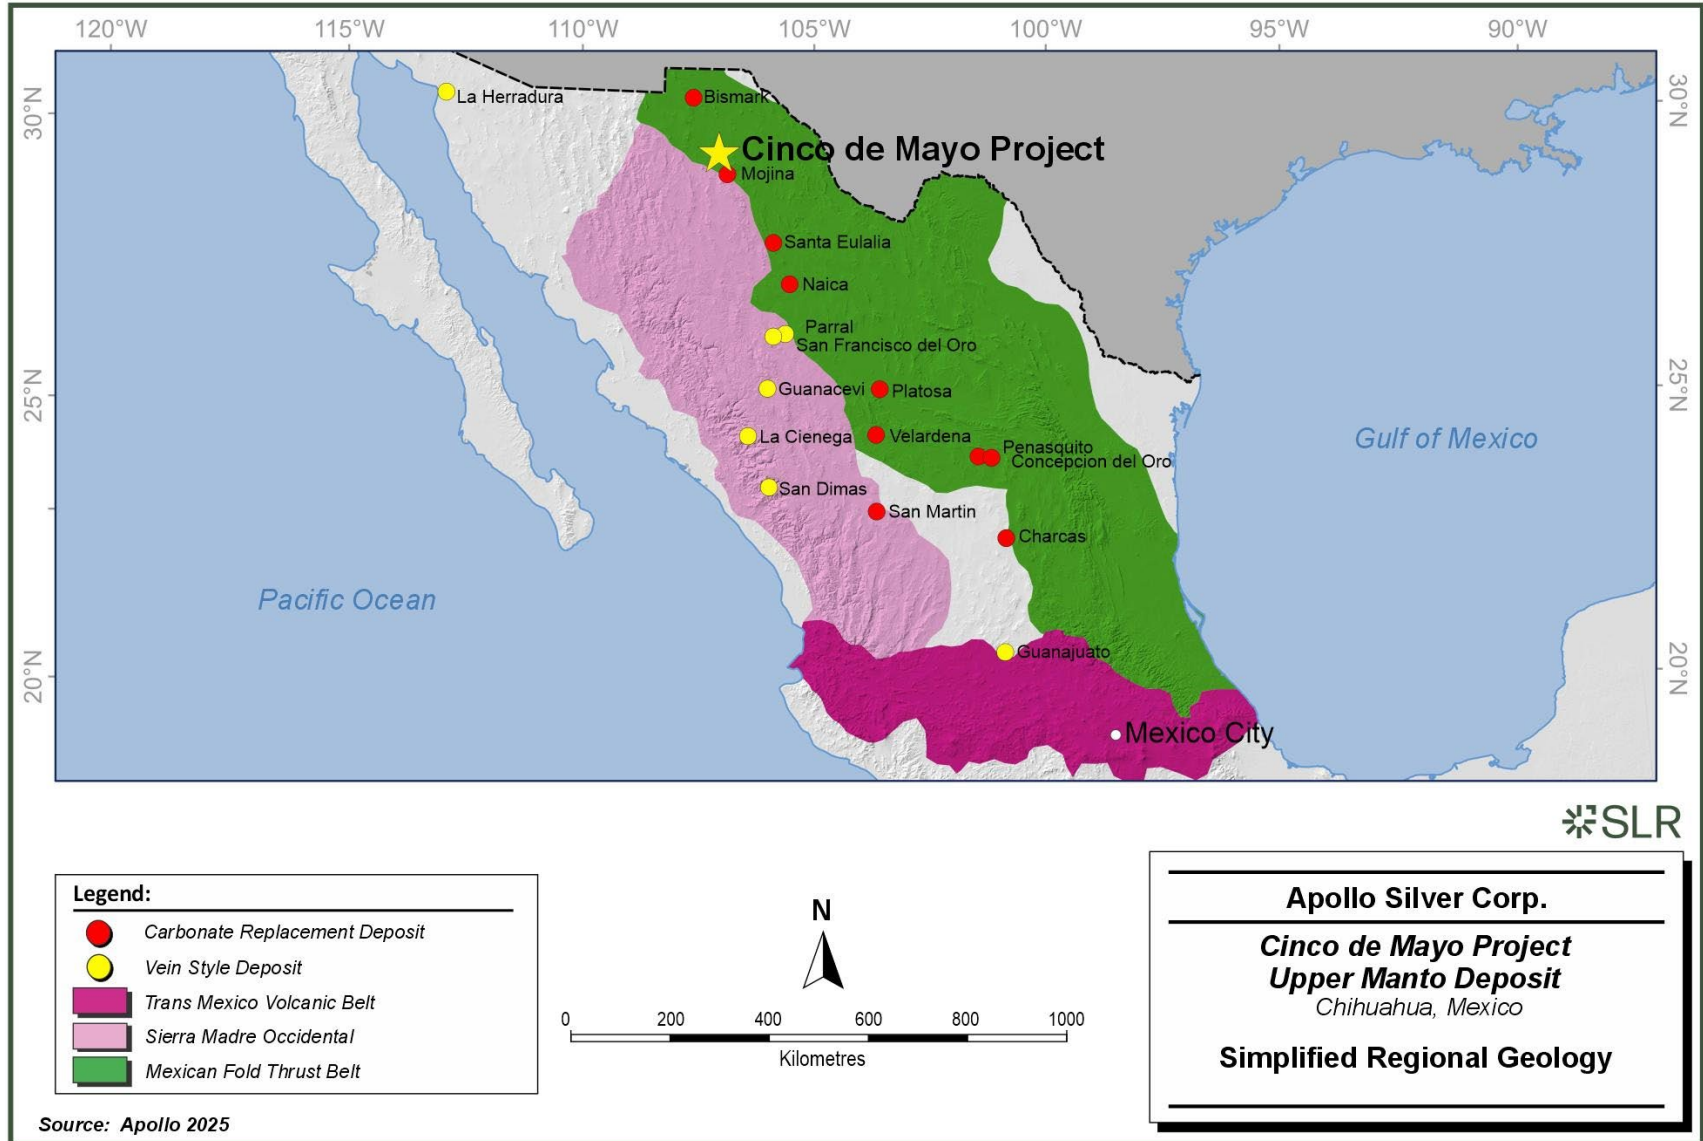 120°W 115°W 110°W 105°W 100°W 95°W 90°W
30°N
30°N
La Herradura
Bismark
Cinco de Mayo Project
Mojina
Santa Eulalia
Naica
Parral
San Francisco del Oro
25°N
25°N
Guanacevi
Platosa
La Cienega
Velardena
Penasquito
Concepcion del Oro
Gulf of Mexico
San Dimas
San Martin
Charcas
Pacific Ocean
Guanajuato
20°N
20°N
Mexico City
SLR
Legend:
Carbonate Replacement Deposit
Vein Style Deposit
Trans Mexico Volcanic Belt
Sierra Madre Occidental
Mexican Fold Thrust Belt
N
0 200 400 600 800 1000
Kilometres
Apollo Silver Corp.
Cinco de Mayo Project
Upper Manto Deposit
Chihuahua, Mexico
Simplified Regional Geology
Source: Apollo 2025